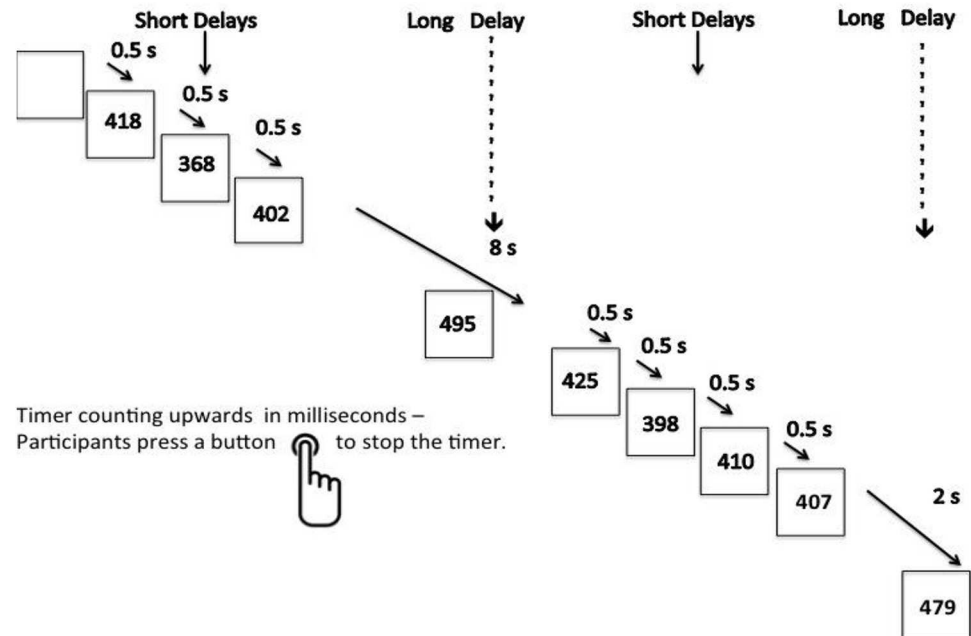 Short Delays
Long Delay
Short Delays
Long Delay
0.5 s
418
0.5 s
368
0.5 s
402
8 s
495
0.5 s
425
0.5 s
398
0.5 s
410
0.5 s
407
2 s
479
Timer counting upwards in milliseconds –
Participants press a button to stop the timer.